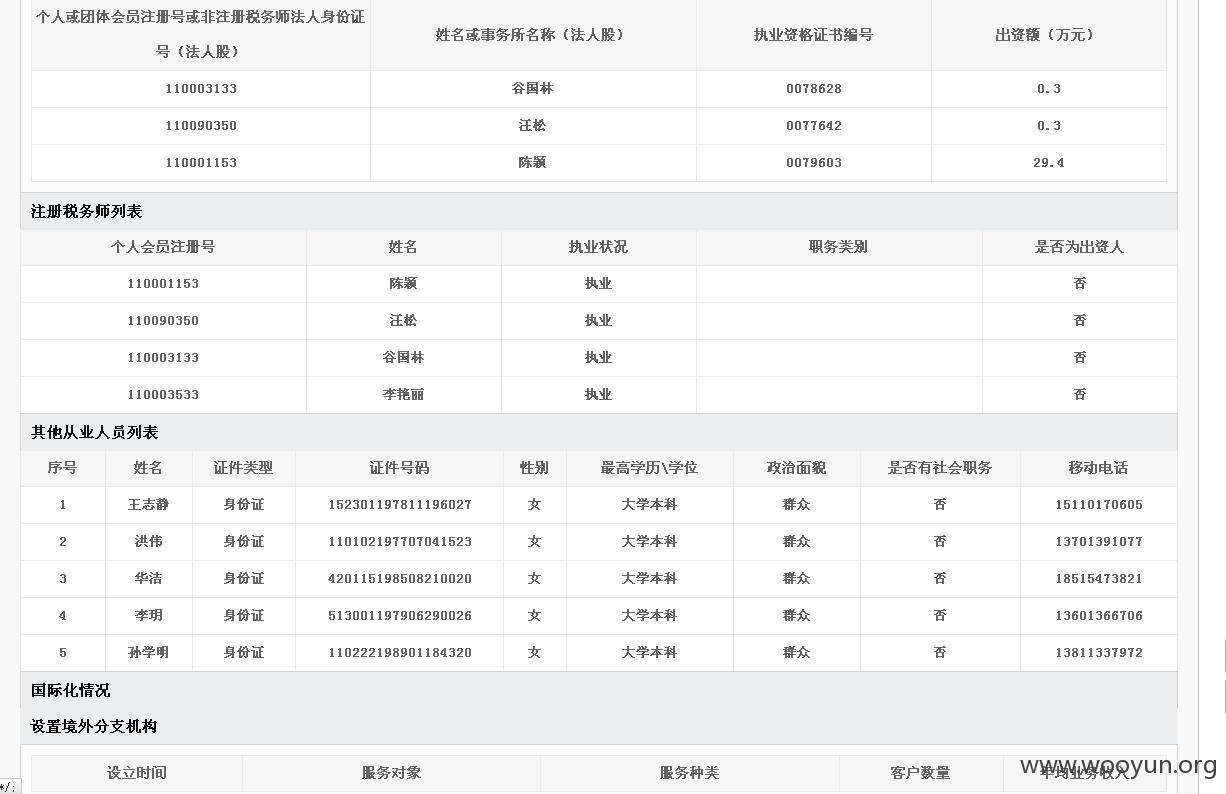 个人或团体会员注册号或非注册税务师法人身份证号（法人股） 姓名或事务所名称（法人股） 执业资格证书编号 出资额（万元）
110003133 谷国林 0078628 0.3
110090350 汪松 0077642 0.3
110001153 陈颖 0079603 29.4
注册税务师列表
个人会员注册号 姓名 执业状况 职务类别 是否为出资人
110001153 陈颖 执业 否
110090350 汪松 执业 否
110003133 谷国林 执业 否
110003533 李艳丽 执业 否
其他从业人员列表
序号 姓名 证件类型 证件号码 性别 最高学历\学位 政治面貌 是否有社会职务 移动电话
1 王志静 身份证 152301197811196027 女 大学本科 群众 否 15110170605
2 洪伟 身份证 110102197707041523 女 大学本科 群众 否 13701391077
3 华洁 身份证 420115198508210020 女 大学本科 群众 否 18515473821
4 李玥 身份证 513001197906290026 女 大学本科 群众 否 13601366706
5 孙学明 身份证 110222198901184320 女 大学本科 群众 否 13811337972
国际化情况
设置境外分支机构
设立时间 服务对象 服务种类 客户数量 年均业务收入
www.wooyun.org
*/;